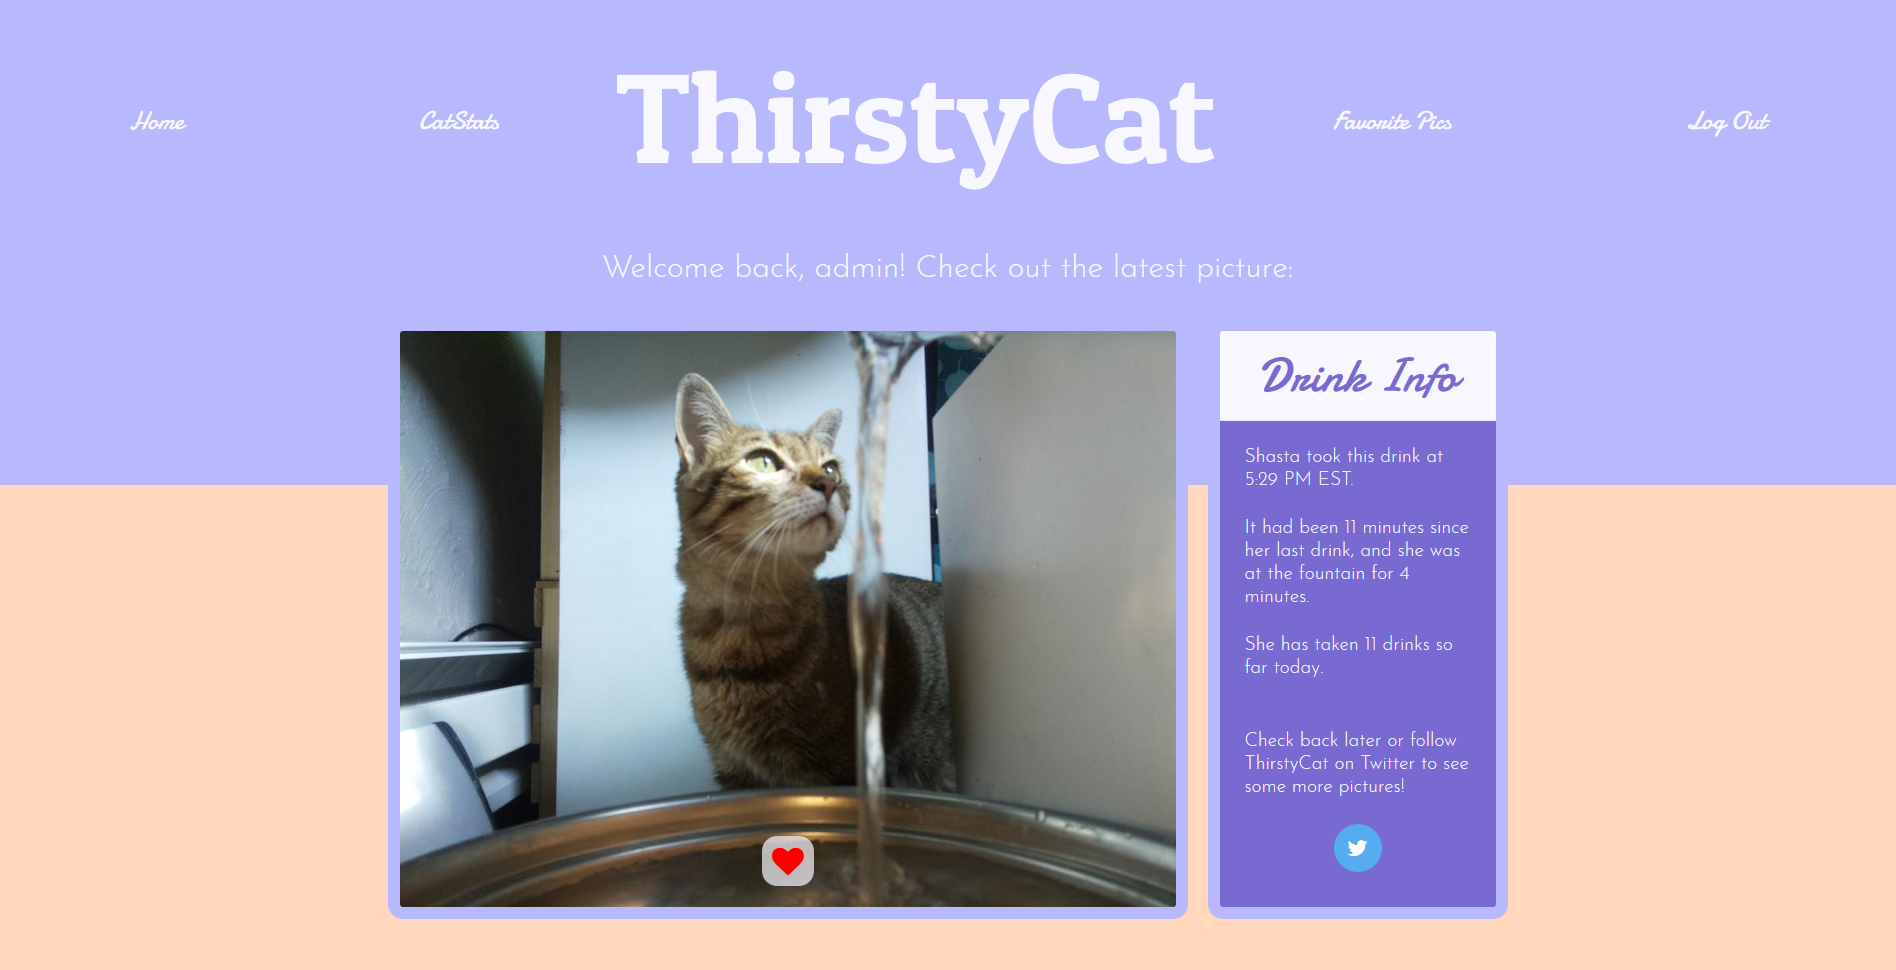 Home
CatStats
ThirstyCat
Favorite Pics
Log Out
Welcome back, admin! Check out the latest picture:
Drink Info
Shasta took this drink at
5:29 PM EST.
It had been 11 minutes since
her last drink, and she was
at the fountain for 4
minutes.
She has taken 11 drinks so
far today.
Check back later or follow
ThirstyCat on Twitter to see
some more pictures!